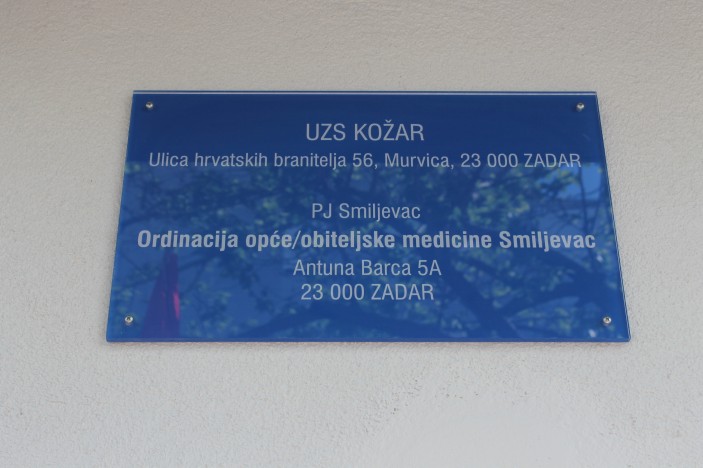 UZS KOŽAR
Ulica hrvatskih branitelja 56, Murvica, 23 000 ZADAR
PJ Smiljevac
Ordinacija opće/obiteljske medicine Smiljevac
Antuna Barca 5A
23 000 ZADAR